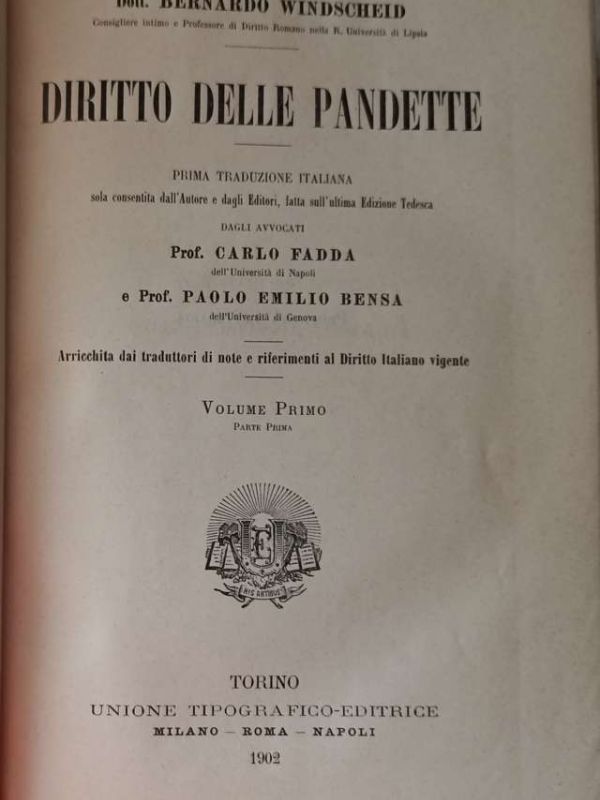 Dott. BERNARDO WINDSCHEID
Consigliere intimo e Professore di Diritto Romano nella R. Università di Lipsia
DIRITTO DELLE PANDETTE
PRIMA TRADUZIONE ITALIANA
sola consentita dall'Autore e dagli Editori, fatta sull'ultima Edizione Tedesca
DAGLI AVVOCATI
Prof. CARLO FADDA
dell'Università di Napoli
e Prof. PAOLO EMILIO BENSA
dell'Università di Genova
Arricchita dai traduttori di note e riferimenti al Diritto Italiano vigente
VOLUME PRIMO
PARTE PRIMA
UTE
HIS ARTIBUS
TORINO
UNIONE TIPOGRAFICO-EDITRICE
MILANO — ROMA — NAPOLI
1902